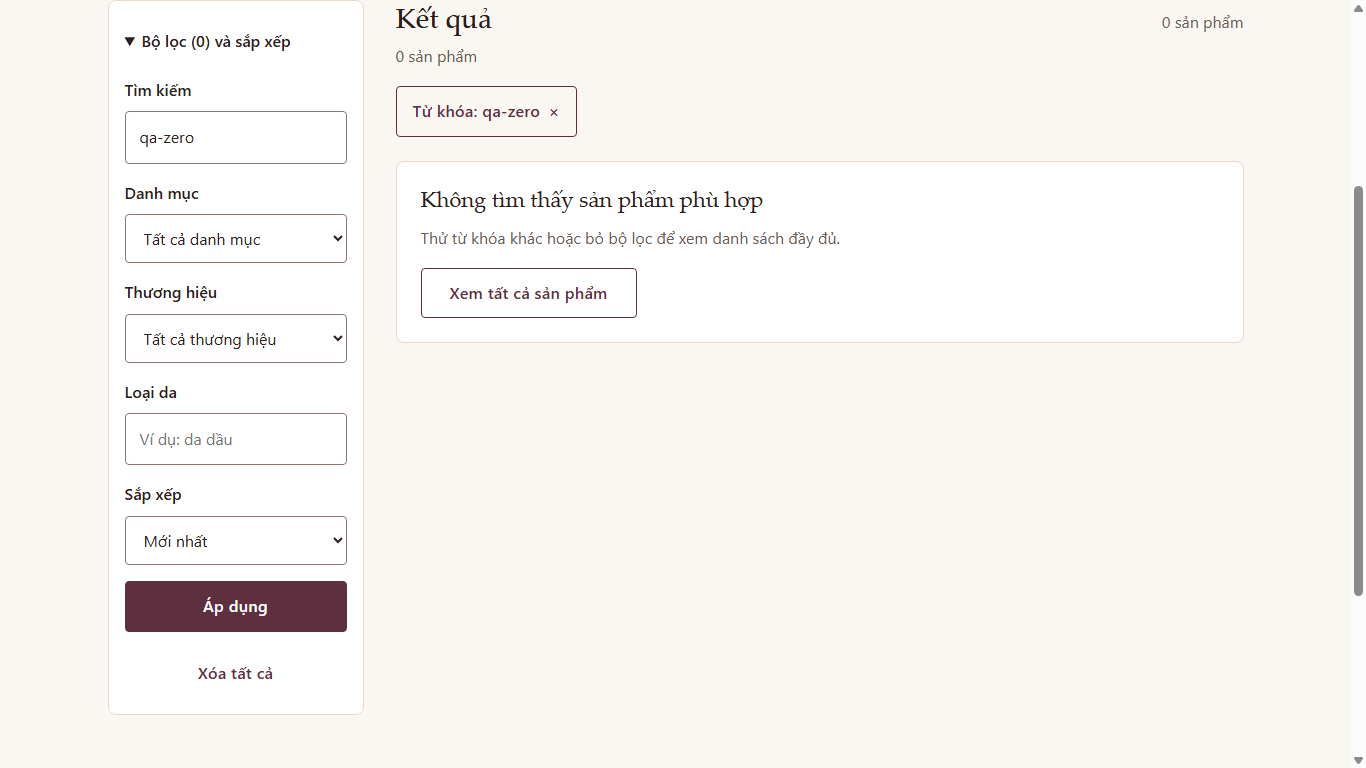 ▼ Bộ lọc (0) và sắp xếp
Tìm kiếm
qa-zero
Danh mục
Tất cả danh mục
Thương hiệu
Tất cả thương hiệu
Loại da
Ví dụ: da dầu
Sắp xếp
Mới nhất
Áp dụng
Xóa tất cả
Kết quả
0 sản phẩm
0 sản phẩm
Từ khóa: qa-zero ×
Không tìm thấy sản phẩm phù hợp
Thử từ khóa khác hoặc bỏ bộ lọc để xem danh sách đầy đủ.
Xem tất cả sản phẩm